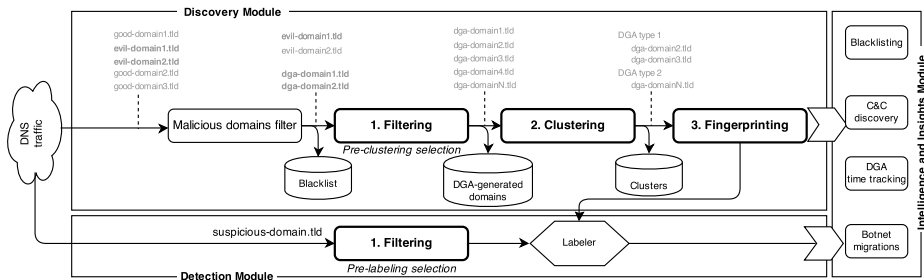 Discovery Module
good-domain1.tld
evil-domain1.tld
evil-domain2.tld
good-domain2.tld
good-domain3.tld
evil-domain1.tld
evil-domain2.tld
dga-domain1.tld
dga-domain2.tld
dga-domain1.tld
dga-domain2.tld
dga-domain3.tld
dga-domain4.tld
dga-domainN.tld
DGA type 1
dga-domain2.tld
dga-domain3.tld
DGA type 2
dga-domainN.tld
DNS
traffic
Malicious domains filter
1. Filtering
Pre-clustering selection
2. Clustering
3. Fingerprinting
Blacklist
DGA-generated
domains
Clusters
suspicious-domain.tld
1. Filtering
Pre-labeling selection
Labeler
Detection Module
Blacklisting
C&C
discovery
DGA
time tracking
Botnet
migrations
Intelligence and Insights Module